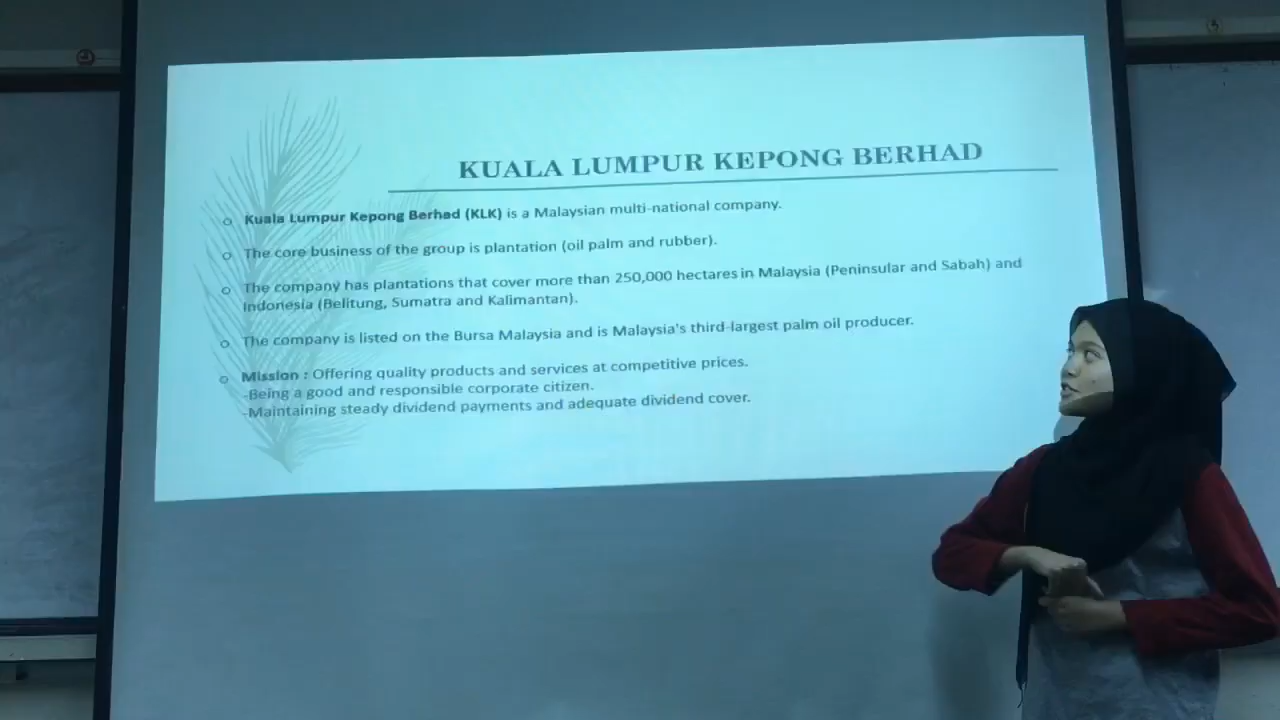 KUALA LUMPUR KEPONG BERHAD
o Kuala Lumpur Kepong Berhad (KLK) is a Malaysian multi-national company.
o The core business of the group is plantation (oil palm and rubber).
o The company has plantations that cover more than 250,000 hectares in Malaysia (Peninsular and Sabah) and
Indonesia (Belitung, Sumatra and Kalimantan).
o The company is listed on the Bursa Malaysia and is Malaysia's third-largest palm oil producer.
o Mission : Offering quality products and services at competitive prices.
-Being a good and responsible corporate citizen.
-Maintaining steady dividend payments and adequate dividend cover.